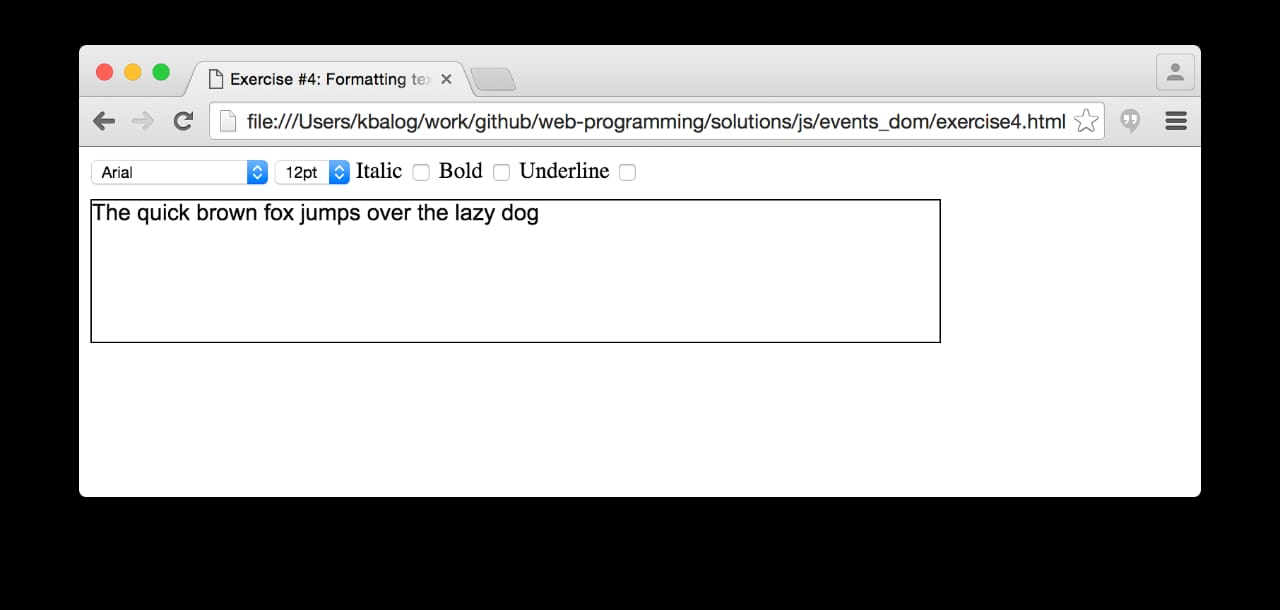 Exercise #4: Formatting tex
file:///Users/kbalog/work/github/web-programming/solutions/js/events_dom/exercise4.html
Arial 12pt Italic Bold Underline
The quick brown fox jumps over the lazy dog